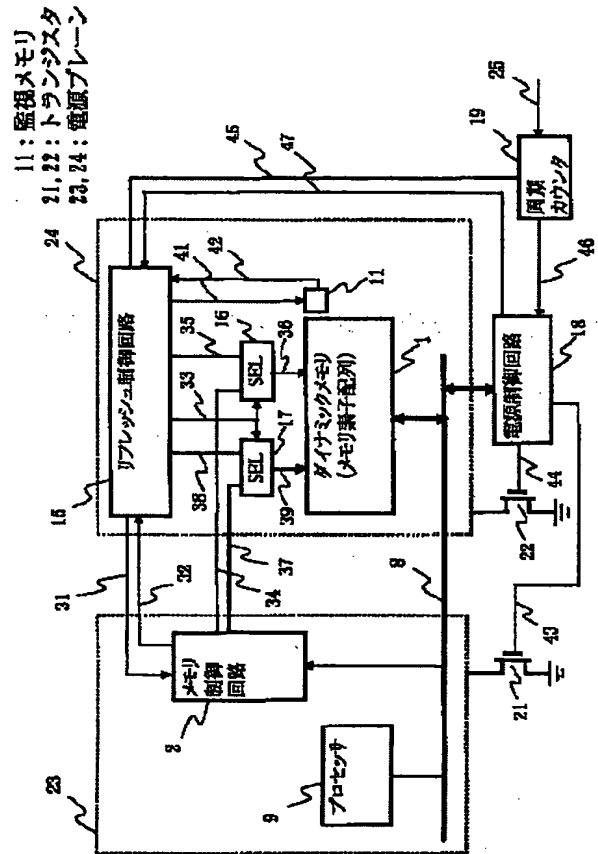 11:監視メモリ
21,22:トランジスタ
23,24:電源プレーン
23
24
45
47
25
19
周期
カウンタ
46
15
リフレッシュ制御回路
31
32
38
33
35
16
41
42
11
SEL
SEL
17
36
39
34
37
ダイナミックメモリ
(メモリ素子配列)
1
メモリ
制御
回路
2
プロセッサ
9
8
電源制御回路
18
44
22
43
21